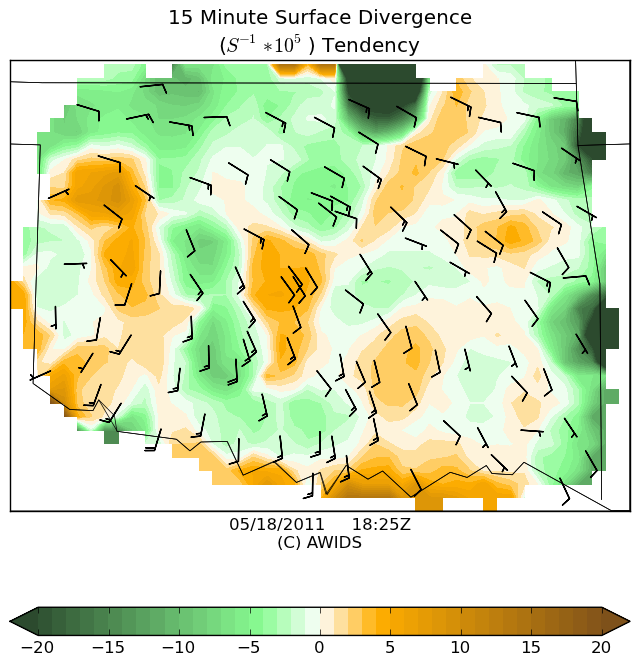 15 Minute Surface Divergence
(S⁻¹ ∗ 10⁵ ) Tendency
05/18/2011 18:25Z
(C) AWIDS
−20 −15 −10 −5 0 5 10 15 20